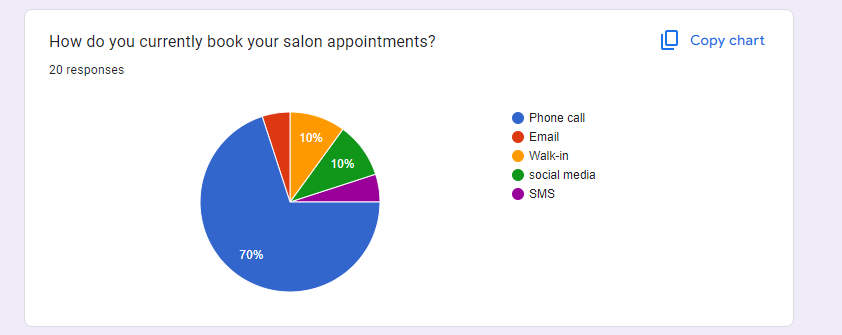 How do you currently book your salon appointments?
Copy chart
20 responses
10%
10%
70%
Phone call
Email
Walk-in
social media
SMS